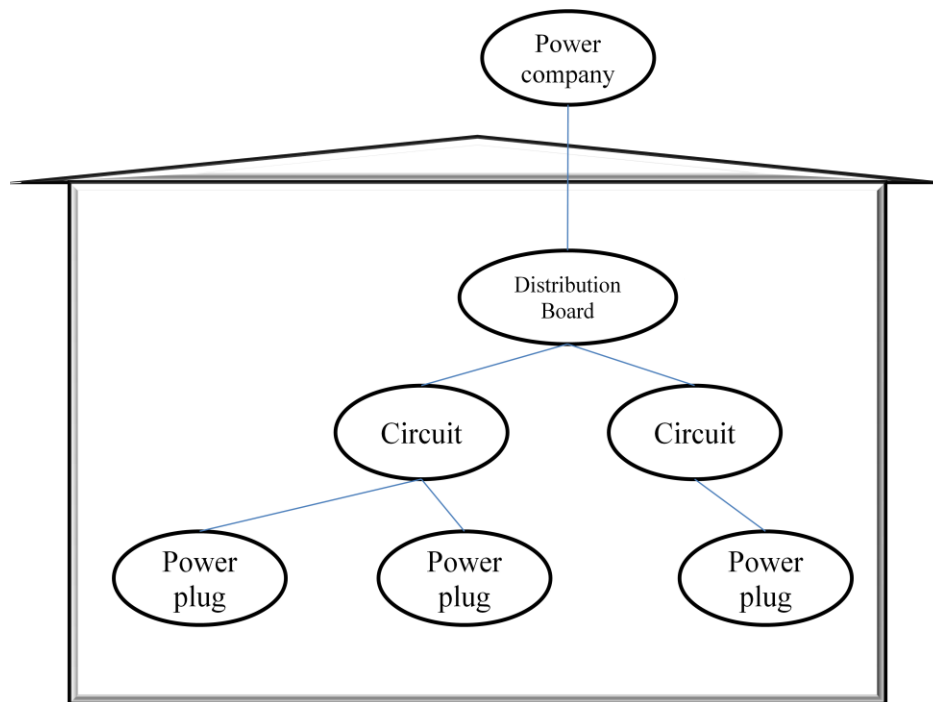 Power
company
Distribution
Board
Circuit
Circuit
Power
plug
Power
plug
Power
plug